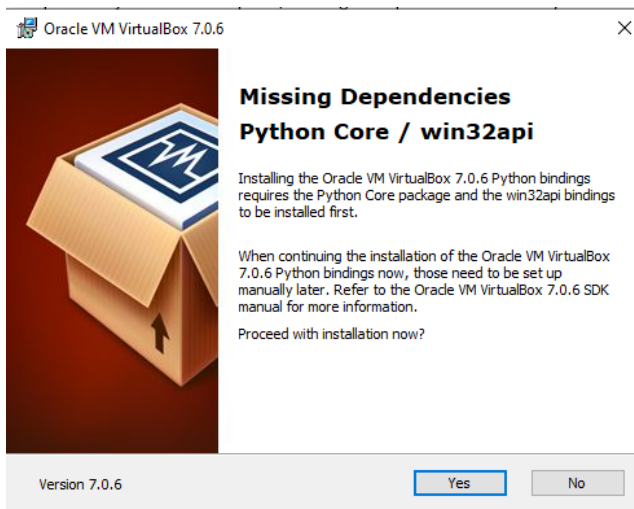 Oracle VM VirtualBox 7.0.6
Missing Dependencies
Python Core / win32api
Installing the Oracle VM VirtualBox 7.0.6 Python bindings
requires the Python Core package and the win32api bindings
to be installed first.
When continuing the installation of the Oracle VM VirtualBox
7.0.6 Python bindings now, those need to be set up
manually later. Refer to the Oracle VM VirtualBox 7.0.6 SDK
manual for more information.
Proceed with installation now?
Version 7.0.6
Yes
No